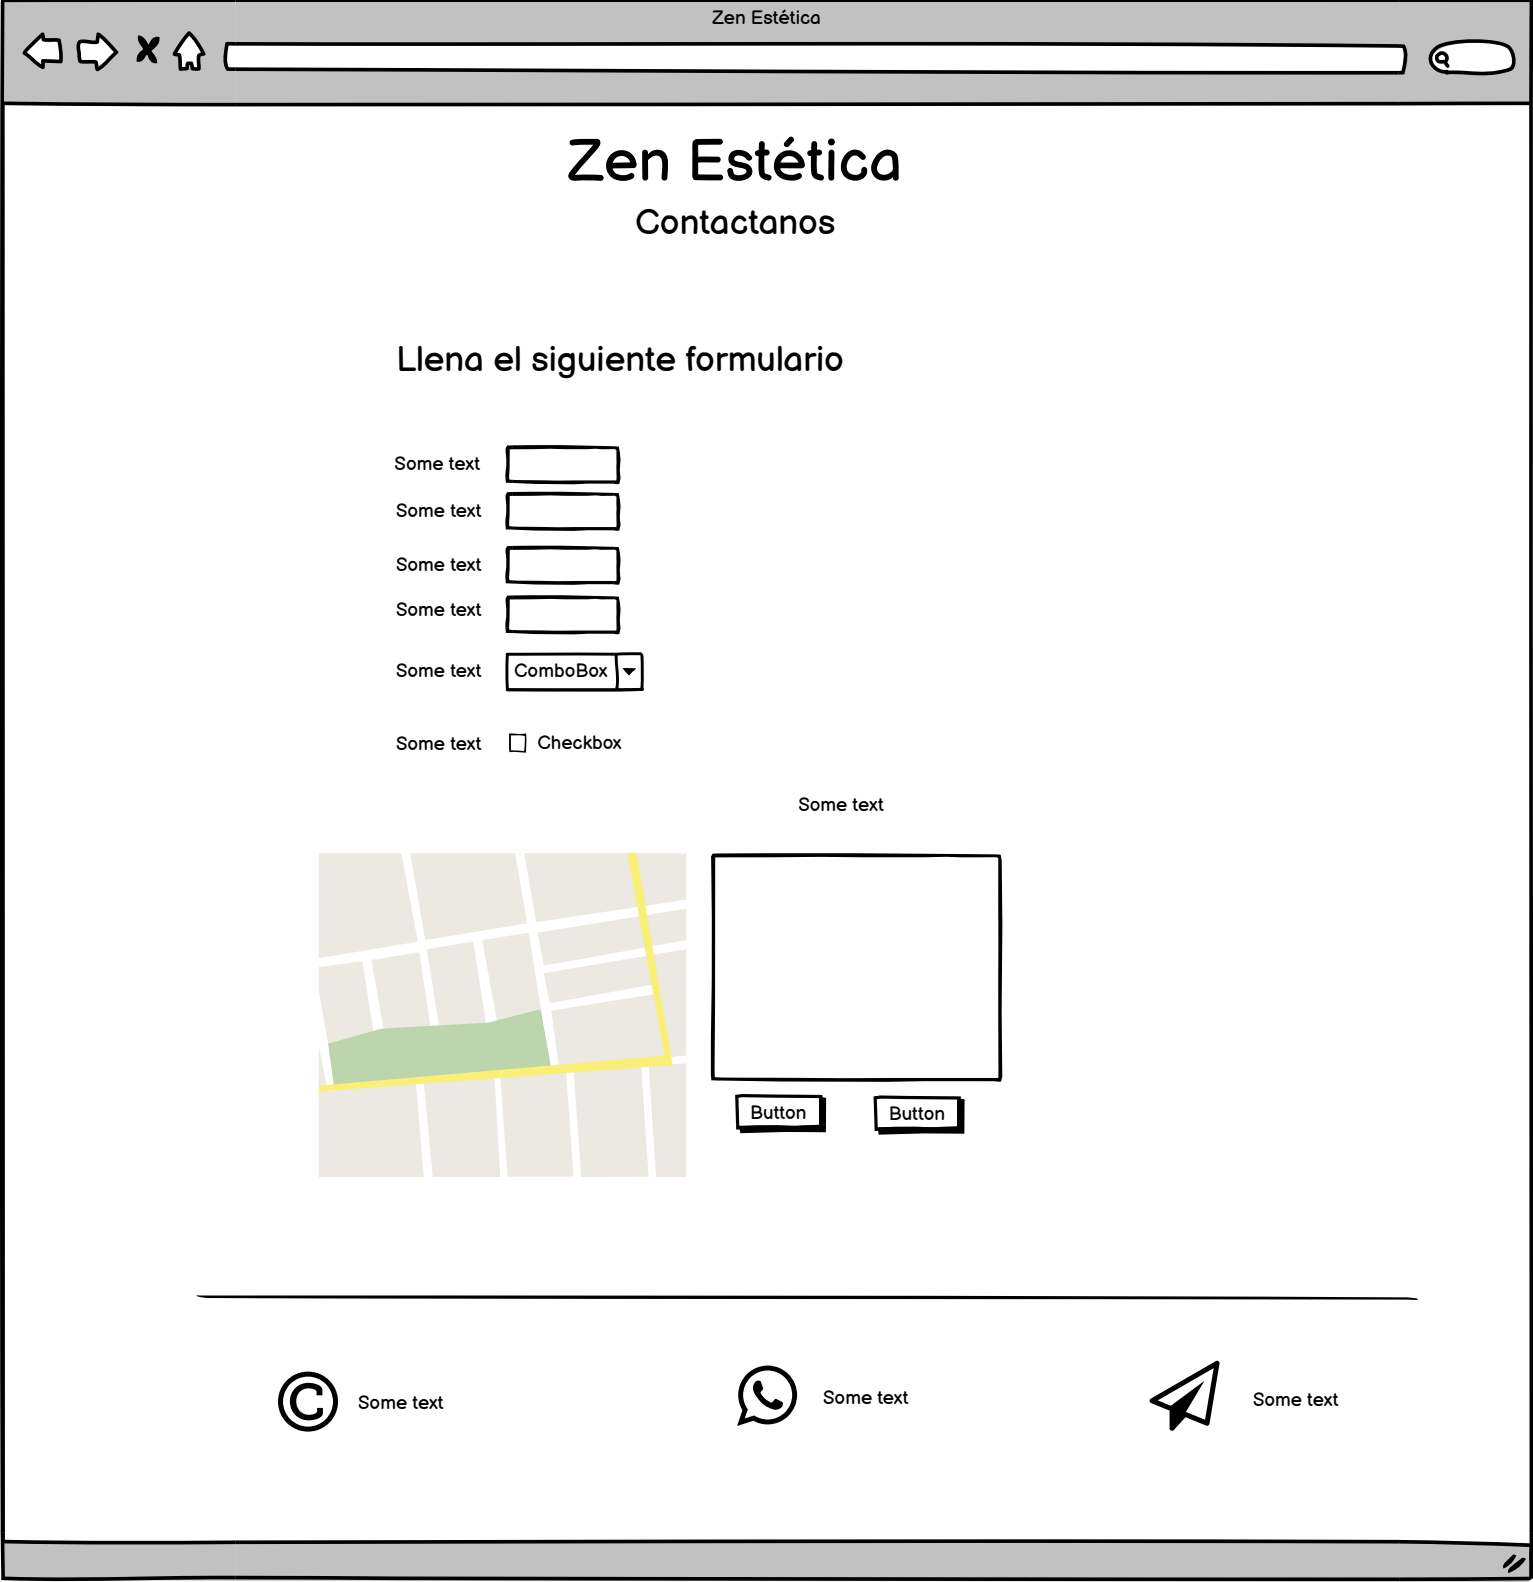 Zen Estética
Zen Estética
Contactanos
Llena el siguiente formulario
Some text
Some text
Some text
Some text
Some text ComboBox
Some text Checkbox
Some text
Button Button
© Some text Some text Some text